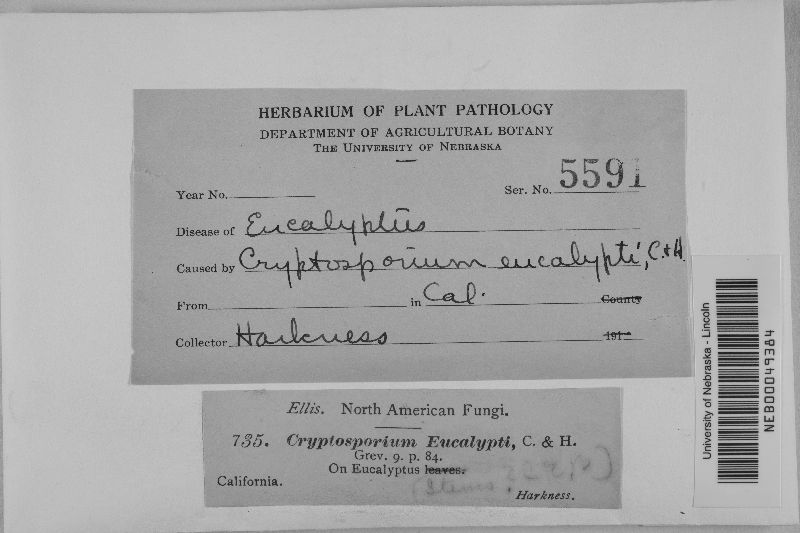 HERBARIUM OF PLANT PATHOLOGY
DEPARTMENT OF AGRICULTURAL BOTANY
THE UNIVERSITY OF NEBRASKA
Year No. Ser. No. 5591
Disease of Eucalyptus
Caused by Cryptosporium eucalypti, C. & H.
From in Cal. County
Collector Harkness 191
Ellis. North American Fungi.
735. Cryptosporium Eucalypti, C. & H.
Grev. 9. p. 84.
On Eucalyptus leaves.
(Stems.
California.
Harkness.
University of Nebraska - Lincoln
NEB00049384